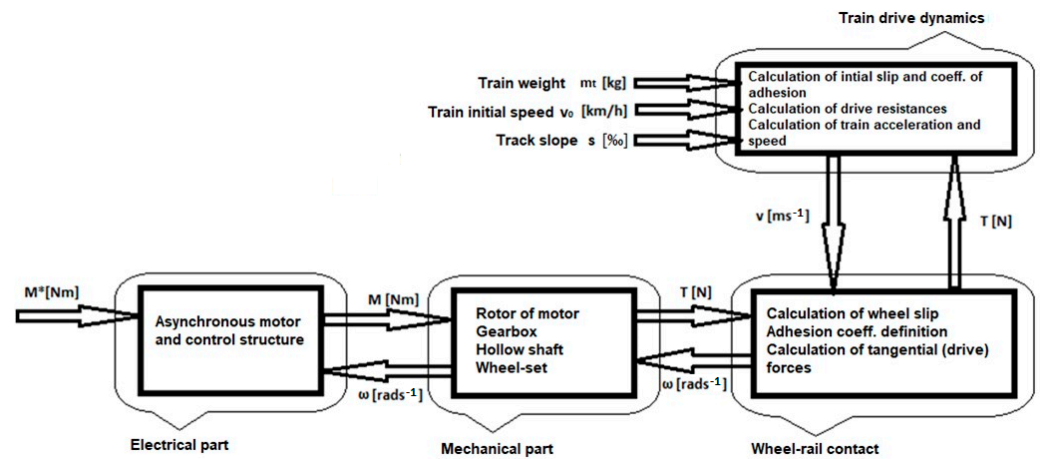 Train drive dynamics
Train weight mt [kg]
Train initial speed v₀ [km/h]
Track slope s [‰]
Calculation of intial slip and coeff. of
adhesion
Calculation of drive resistances
Calculation of train acceleration and
speed
v [ms⁻¹]
T [N]
M*[Nm]
Asynchronous motor
and control structure
M [Nm]
ω [rads⁻¹]
Rotor of motor
Gearbox
Hollow shaft
Wheel-set
T [N]
ω [rads⁻¹]
Calculation of wheel slip
Adhesion coeff. definition
Calculation of tangential (drive)
forces
Electrical part
Mechanical part
Wheel-rail contact